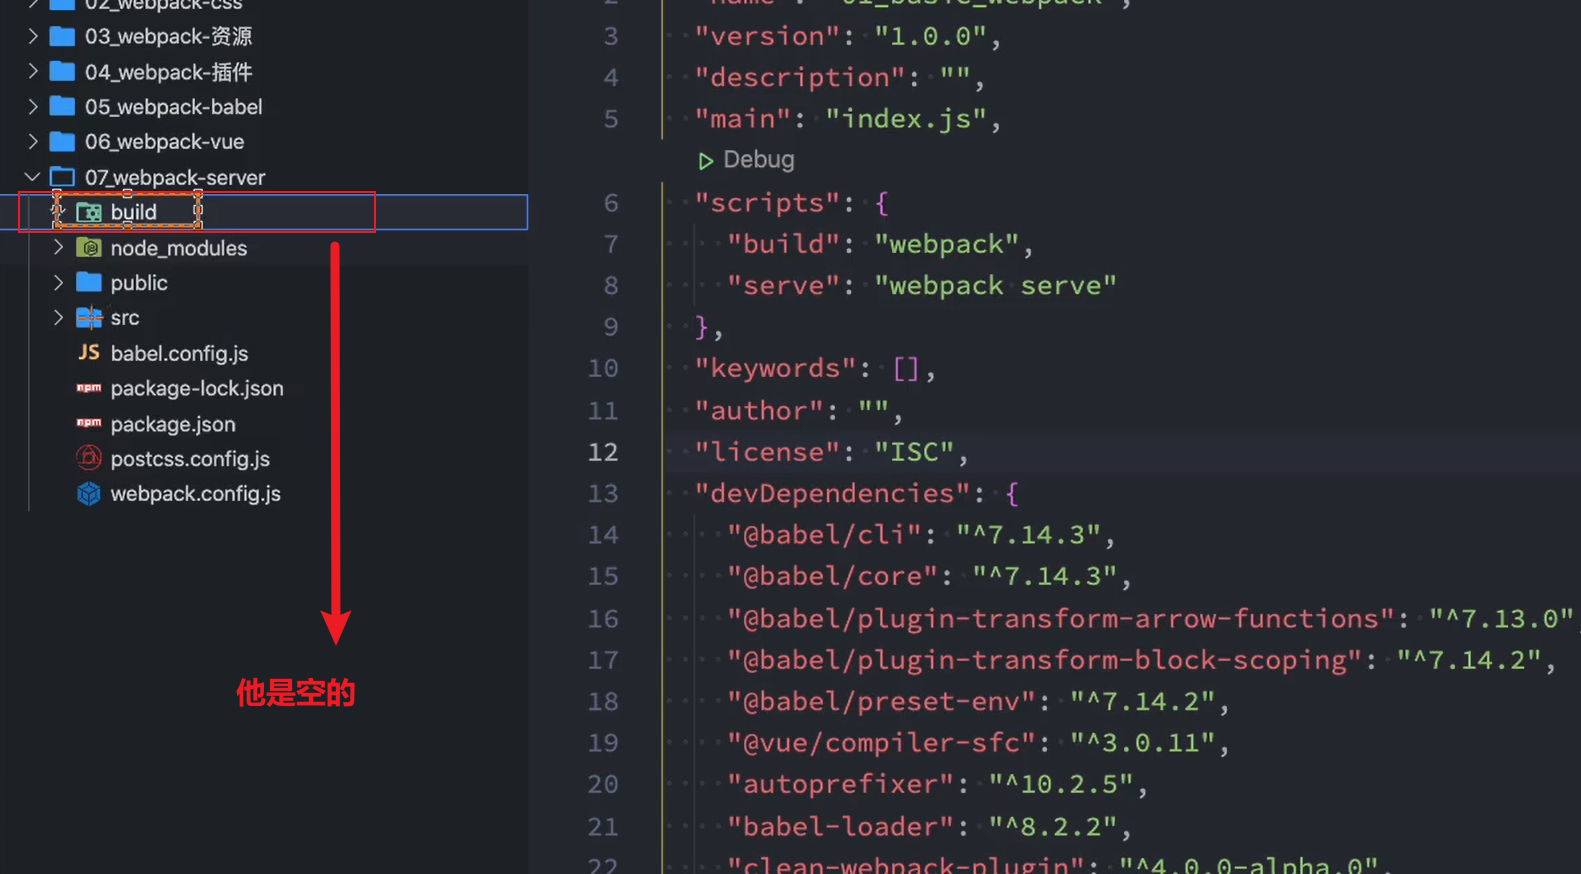 02_webpack-css
03_webpack-资源
04_webpack-插件
05_webpack-babel
06_webpack-vue
07_webpack-server
build
node_modules
public
src
JS babel.config.js
npm package-lock.json
npm package.json
postcss.config.js
webpack.config.js
他是空的
2 "name": "01_basic_webpack",
3 "version": "1.0.0",
4 "description": "",
5 "main": "index.js",
Debug
6 "scripts": {
7 "build": "webpack",
8 "serve": "webpack serve"
9 },
10 "keywords": [],
11 "author": "",
12 "license": "ISC",
13 "devDependencies": {
14 "@babel/cli": "^7.14.3",
15 "@babel/core": "^7.14.3",
16 "@babel/plugin-transform-arrow-functions": "^7.13.0",
17 "@babel/plugin-transform-block-scoping": "^7.14.2",
18 "@babel/preset-env": "^7.14.2",
19 "@vue/compiler-sfc": "^3.0.11",
20 "autoprefixer": "^10.2.5",
21 "babel-loader": "^8.2.2",
22 "clean-webpack-plugin": "^4.0.0-alpha.0",